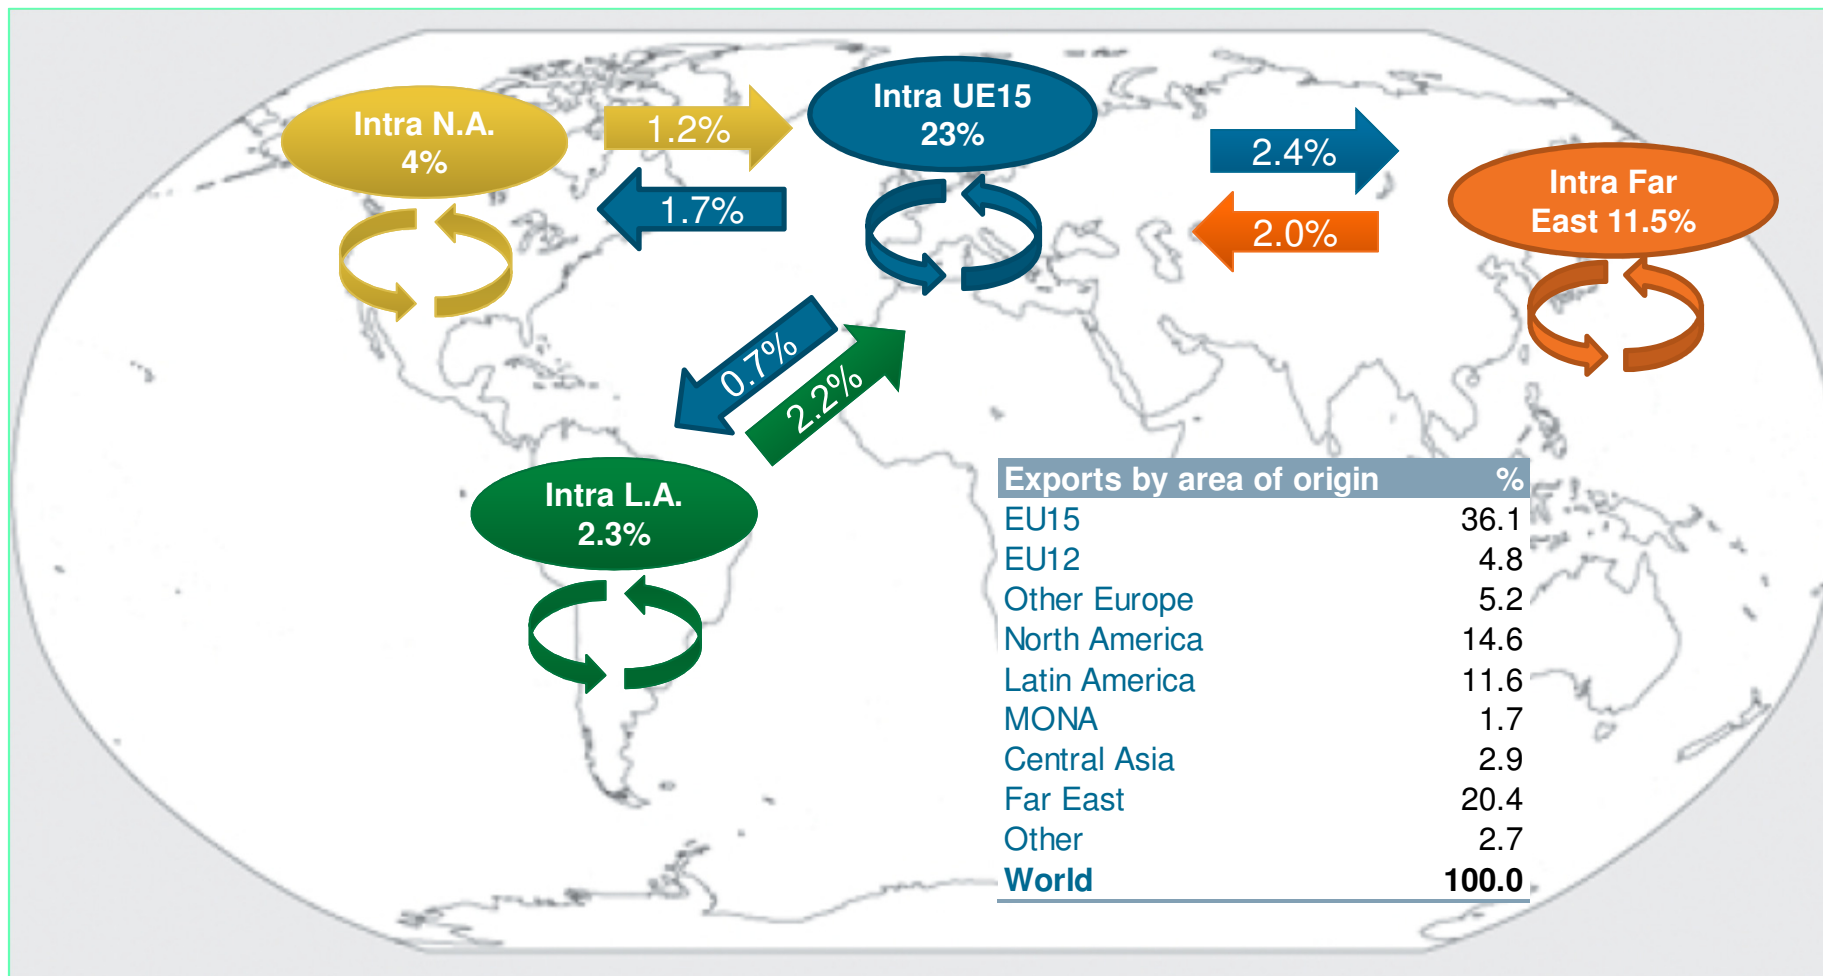 Intra N.A.
4%
1.2%
1.7%
Intra UE15
23%
2.4%
2.0%
Intra Far
East 11.5%
0.7%
2.2%
Intra L.A.
2.3%
Exports by area of origin %
EU15 36.1
EU12 4.8
Other Europe 5.2
North America 14.6
Latin America 11.6
MONA 1.7
Central Asia 2.9
Far East 20.4
Other 2.7
World 100.0